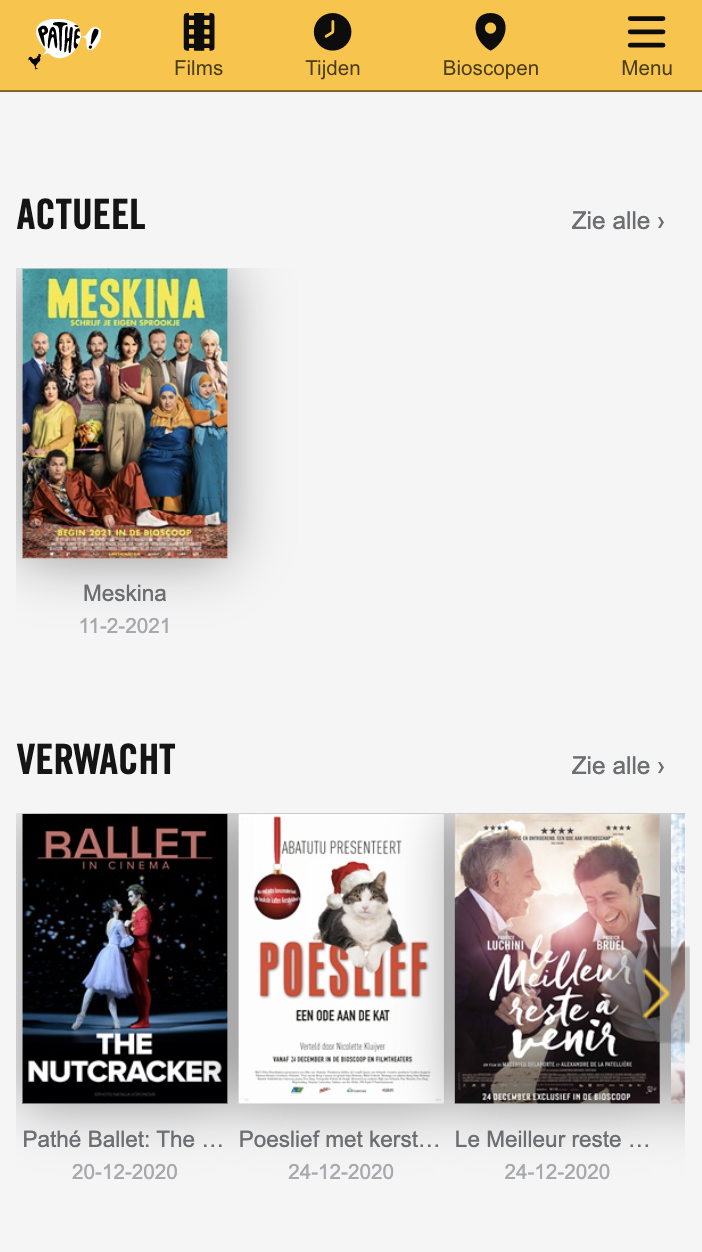 PATHÉ!
Films
Tijden
Bioscopen
Menu
ACTUEEL
Zie alle ›
MESKINA
SCHRIJF JE EIGEN SPROOKJE
BEGIN 2021 IN DE BIOSCOOP
Meskina
11-2-2021
VERWACHT
Zie alle ›
BALLET
IN CINEMA
THE
NUTCRACKER
Pathé Ballet: The …
20-12-2020
ABATUTU PRESENTEERT
POESLIEF
EEN ODE AAN DE KAT
Verteld door Nicolette Kluijver
VANAF 24 DECEMBER IN DE BIOSCOOP EN FILMTHEATERS
Poeslief met kerst…
24-12-2020
LUCHINI
BRUEL
le
Meilleur
reste à
venir
24 DECEMBER EXCLUSIEF IN DE BIOSCOOP
Le Meilleur reste …
24-12-2020